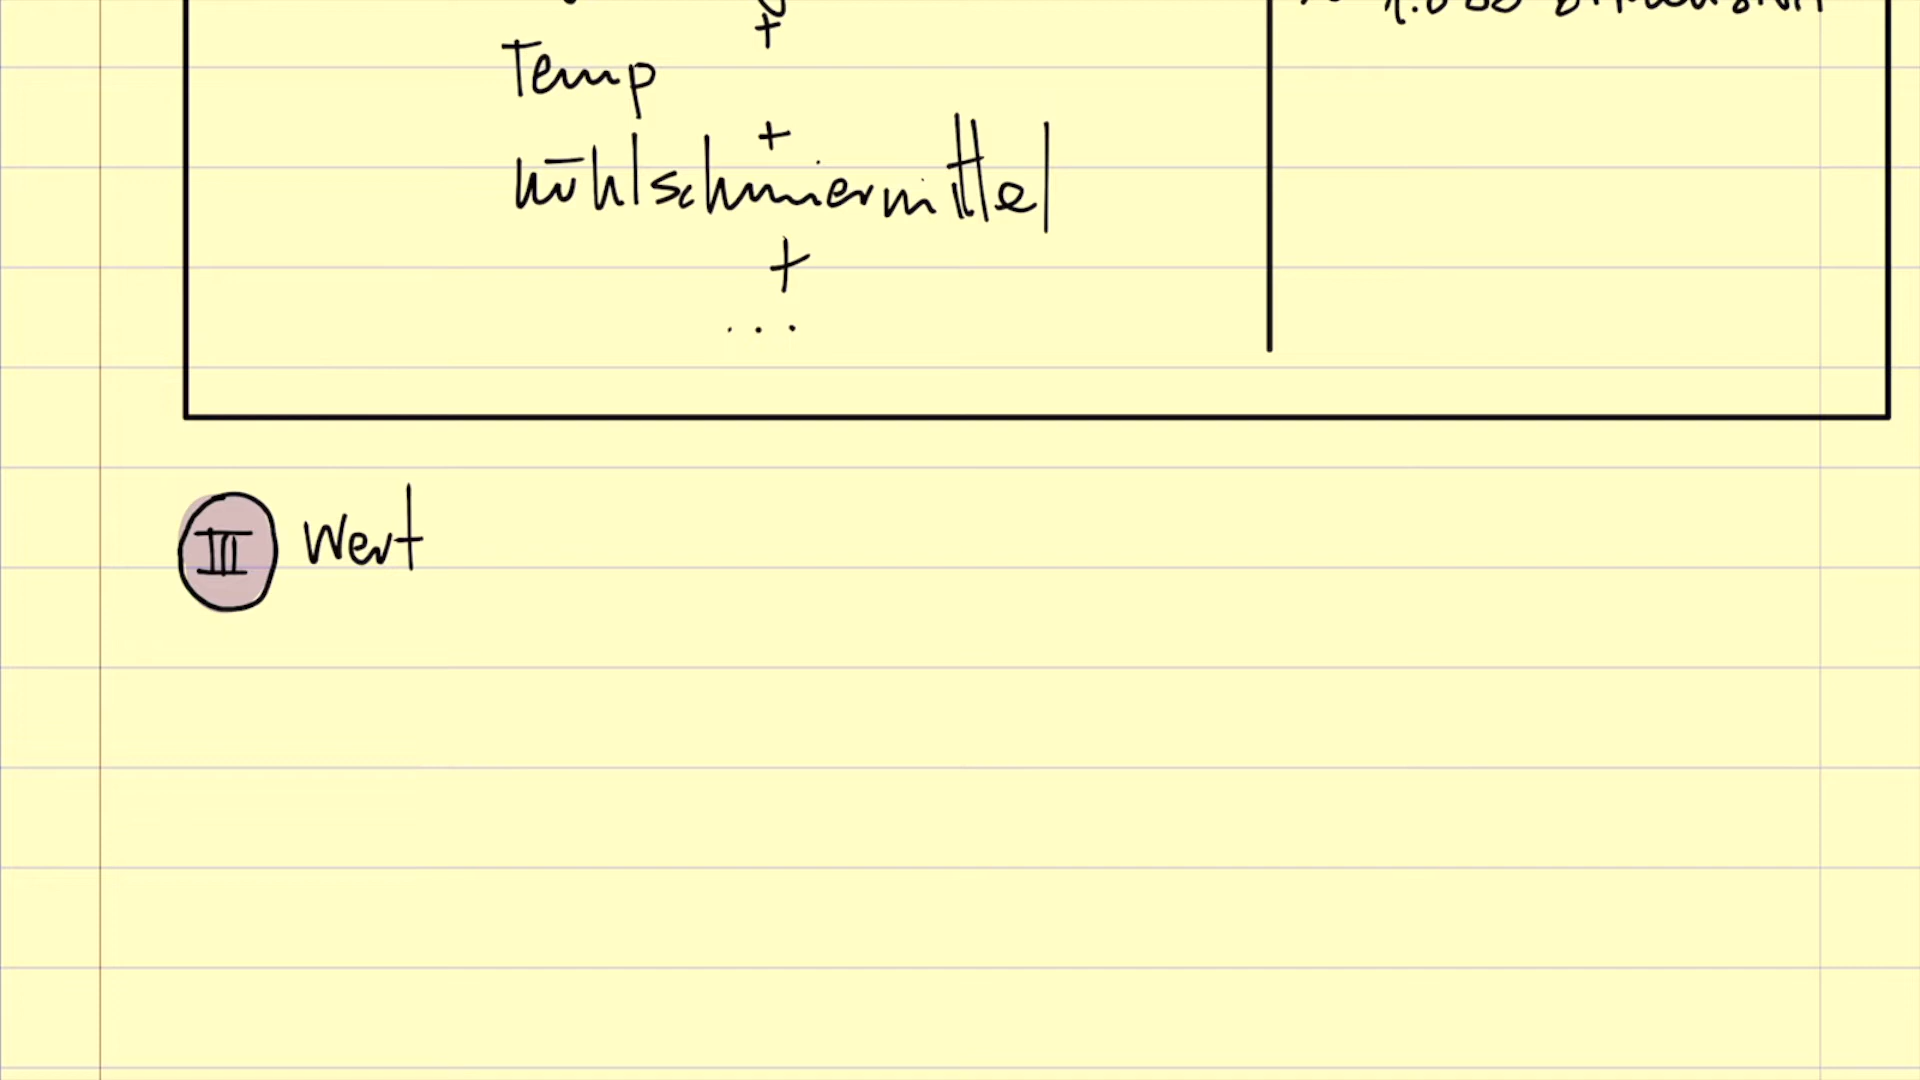 +
Temp
+
Kühlschmiermittel
+
...
III Wert